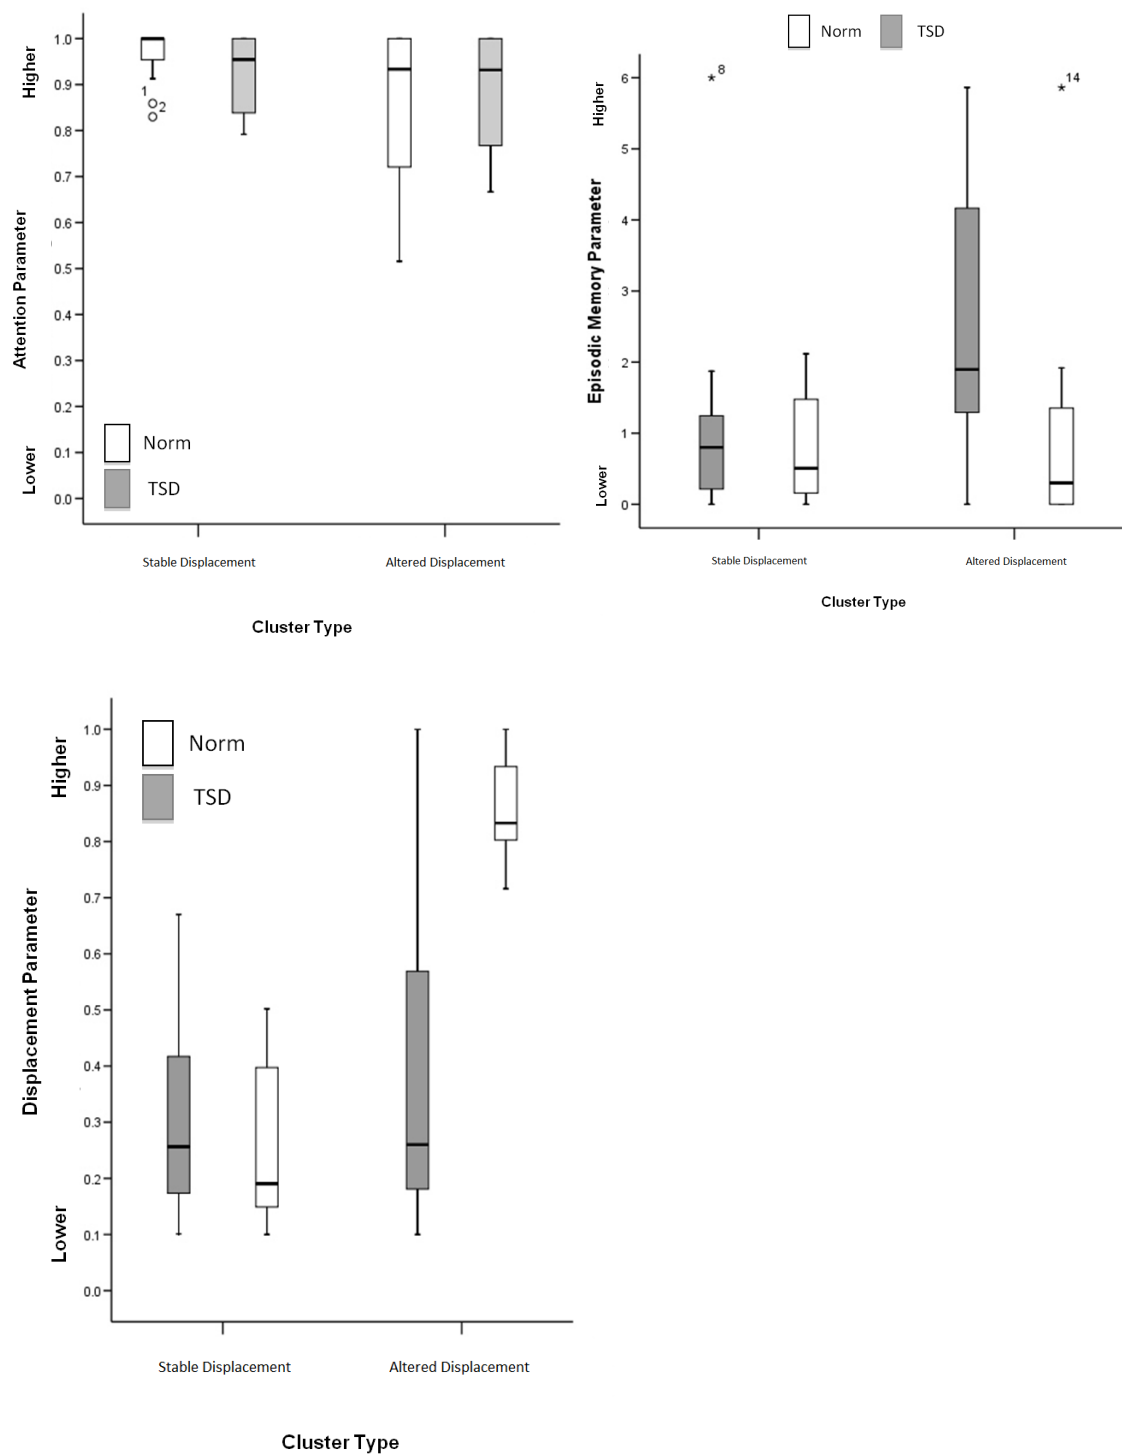 Higher
Attention Parameter
Lower
1.0
0.9
0.8
0.7
0.6
0.5
0.4
0.3
0.2
0.1
0.0
1
2
Norm
TSD
Stable Displacement
Altered Displacement
Cluster Type
Norm
TSD
Higher
Episodic Memory Parameter
Lower
6
5
4
3
2
1
0
*8
*14
Stable Displacement
Altered Displacement
Cluster Type
Higher
Displacement Parameter
Lower
1.0
0.9
0.8
0.7
0.6
0.5
0.4
0.3
0.2
0.1
0.0
Norm
TSD
Stable Displacement
Altered Displacement
Cluster Type